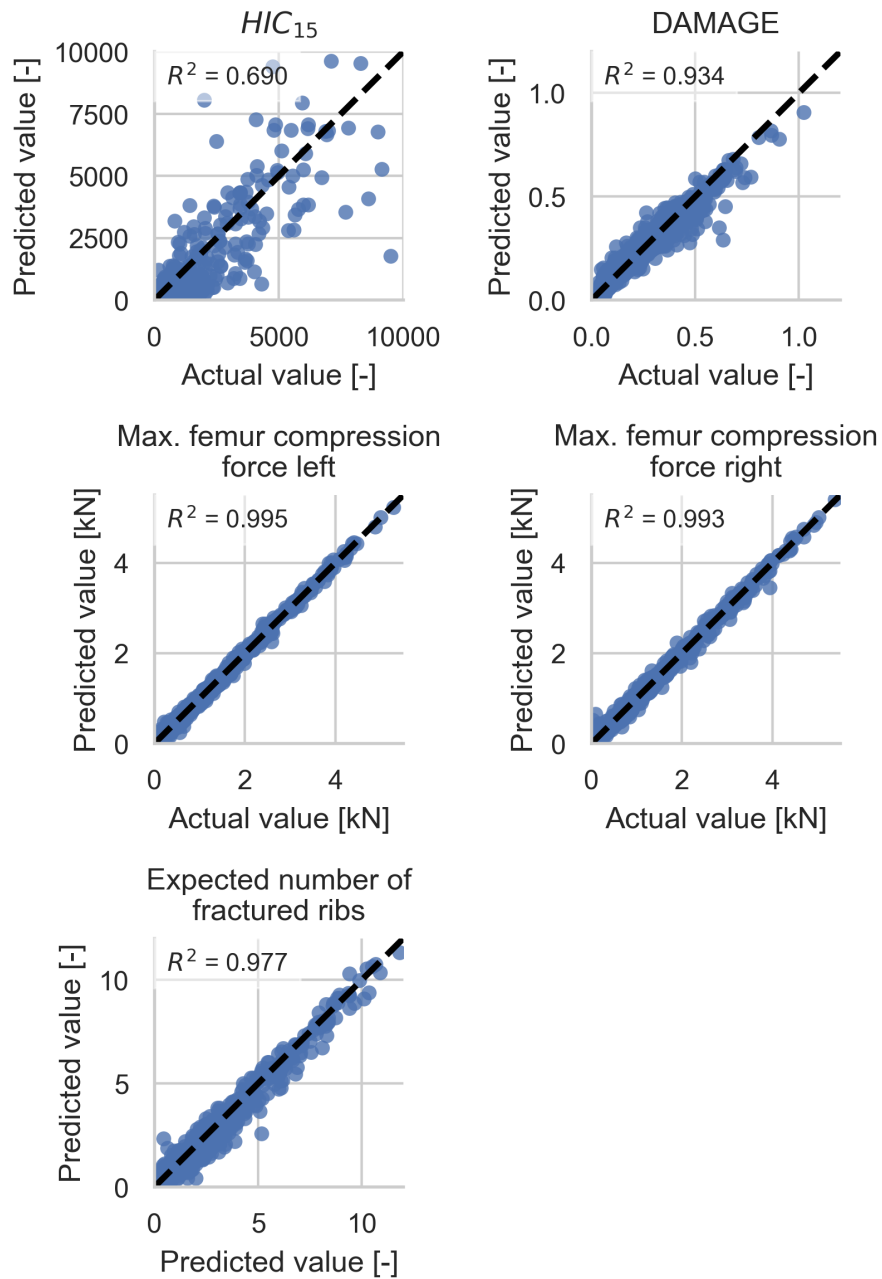 HIC₁₅
R² = 0.690
Predicted value [-]
10000
7500
5000
2500
0
0 5000 10000
Actual value [-]
DAMAGE
R² = 0.934
Predicted value [-]
1.0
0.5
0.0
0.0 0.5 1.0
Actual value [-]
Max. femur compression
force left
R² = 0.995
Predicted value [kN]
4
2
0
0 2 4
Actual value [kN]
Max. femur compression
force right
R² = 0.993
Predicted value [kN]
4
2
0
0 2 4
Actual value [kN]
Expected number of
fractured ribs
R² = 0.977
Predicted value [-]
10
5
0
0 5 10
Predicted value [-]